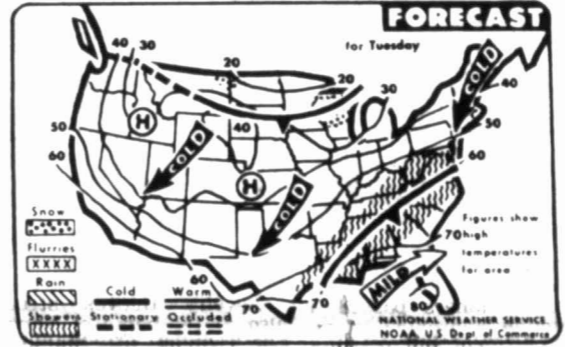 FORECAST
for Tuesday
40 30
20
20
30
40
COLD
H
40
50
50
COLD
60
60
H
COLD
Snow
Flurries
XXXX
Rain
Showers
Cold
Warm
Stationary
Occluded
Figures show
70 high
temperatures
for area
MILD
60
70
70
80
NATIONAL WEATHER SERVICE,
NOAA, U.S. Dept. of Commerce